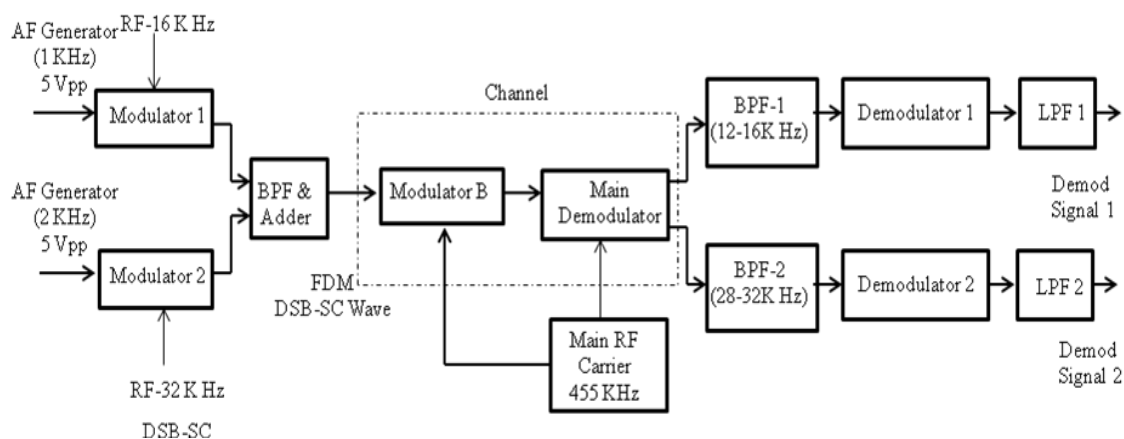 AF Generator
(1 KHz)
5 Vpp
RF-16 K Hz
Modulator 1
AF Generator
(2 KHz)
5 Vpp
Modulator 2
RF-32 K Hz
DSB-SC
BPF &
Adder
Channel
Modulator B
Main
Demodulator
FDM
DSB-SC Wave
Main RF
Carrier
455 KHz
BPF-1
(12-16K Hz)
Demodulator 1
LPF 1
Demod
Signal 1
BPF-2
(28-32K Hz)
Demodulator 2
LPF 2
Demod
Signal 2